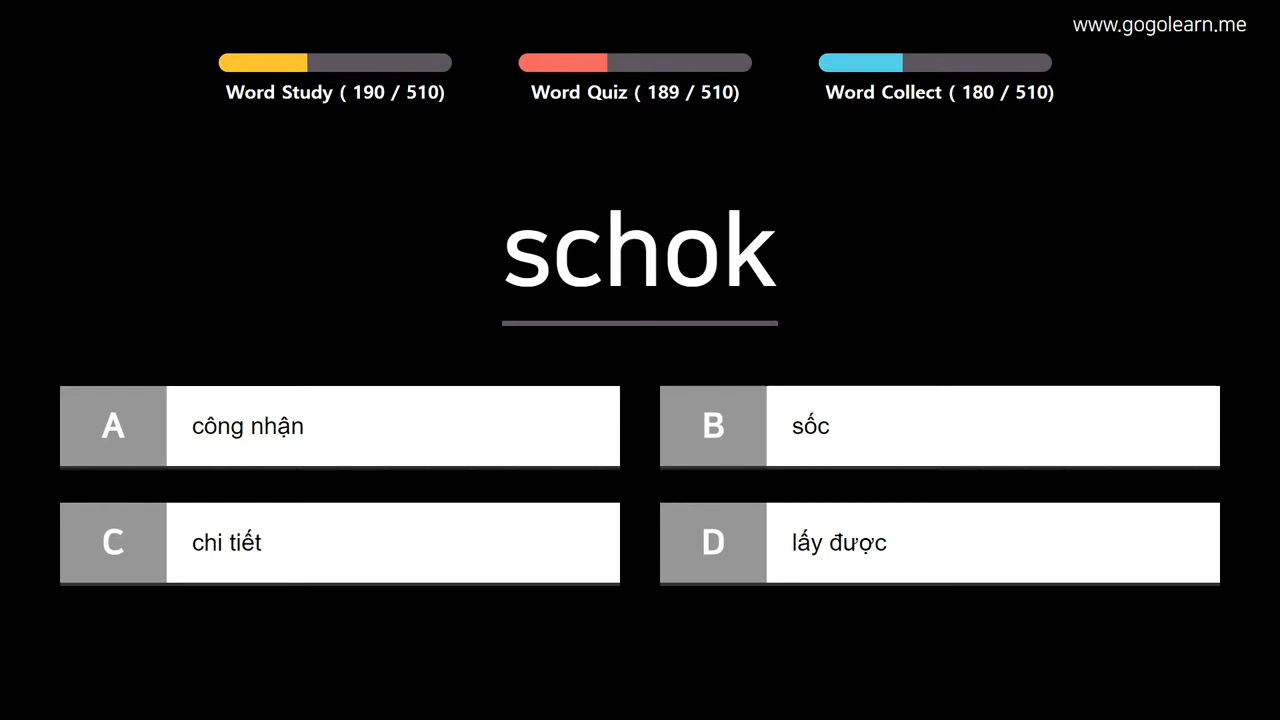 www.gogolearn.me
Word Study ( 190 / 510)
Word Quiz ( 189 / 510)
Word Collect ( 180 / 510)
schok
A công nhận
B sốc
C chi tiết
D lấy được